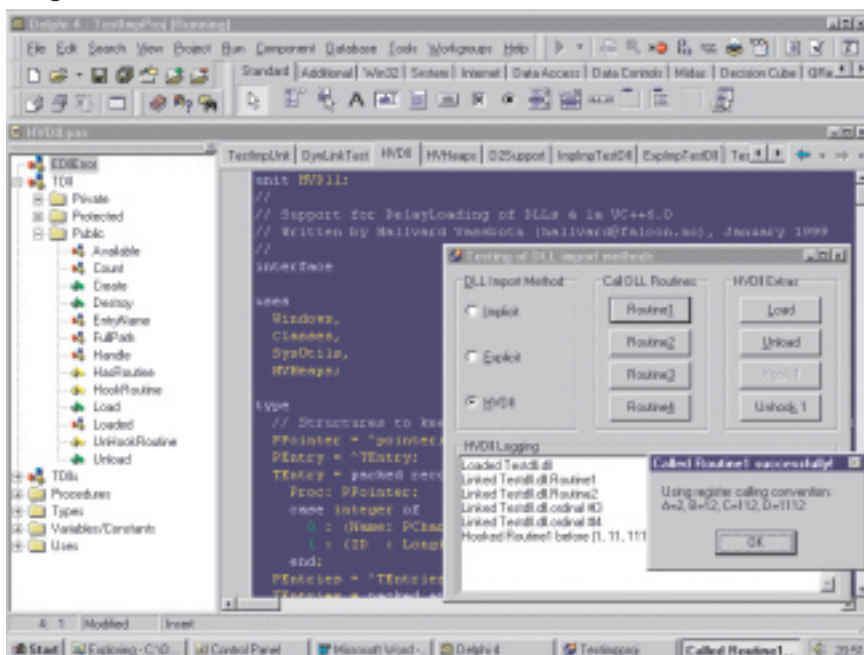 Delphi 4 - TestImpProj [Running]
File Edit Search View Project Run Component Database Tools Workgroups Help
Standard Additional Win32 System Internet Data Access Data Controls Midas Decision Cube
HVDll.pas
EDllError
TDll
Private
Protected
Public
Available
Count
Create
Destroy
EntryName
FullPath
Handle
HasRoutine
HookRoutine
Load
Loaded
UnHookRoutine
Unload
TDlls
Procedures
Types
Variables/Constants
Uses
TestImpUnit DynLinkTest HVDll HVHeaps D2Support ImpImpTestDll ExpImpTestDll
unit HVDll;
//
// Support for DelayLoading of DLLs à la VC++6.0
// Written by Hallvard Vassbotn (hallvard@falcon.no), January 1999
//
interface
uses
Windows,
Classes,
SysUtils,
HVHeaps;
type
// Structures to kee
PPointer = ^pointer;
PEntry = ^TEntry;
TEntry = packed reco
Proc: PPointer;
case integer of
0 : (Name: PCha
1 : (ID : Longi
end;
PEntries = ^TEntries
Testing of DLL import methods
DLL Import Method
Implicit
Explicit
HVDll
Call DLL Routines
Routine1
Routine2
Routine3
Routine4
HVDll Extras
Load
Unload
Hook 1
Unhook 1
HVDll Logging
Loaded Testdll.dll
Linked Testdll.dll.Routine1
Linked Testdll.dll.Routine2
Linked Testdll.dll.ordinal #3
Linked Testdll.dll.ordinal #4
Hooked Routine1 before (1, 11, 111
Called Routine1 successfully!
Using register calling convention:
A=2, B=12, C=112, D=1112
OK
4: 1 Modified Insert
Start Exploring - C:\D... Control Panel Microsoft Word -... Delphi 4 Testimpproj Called Routine1...